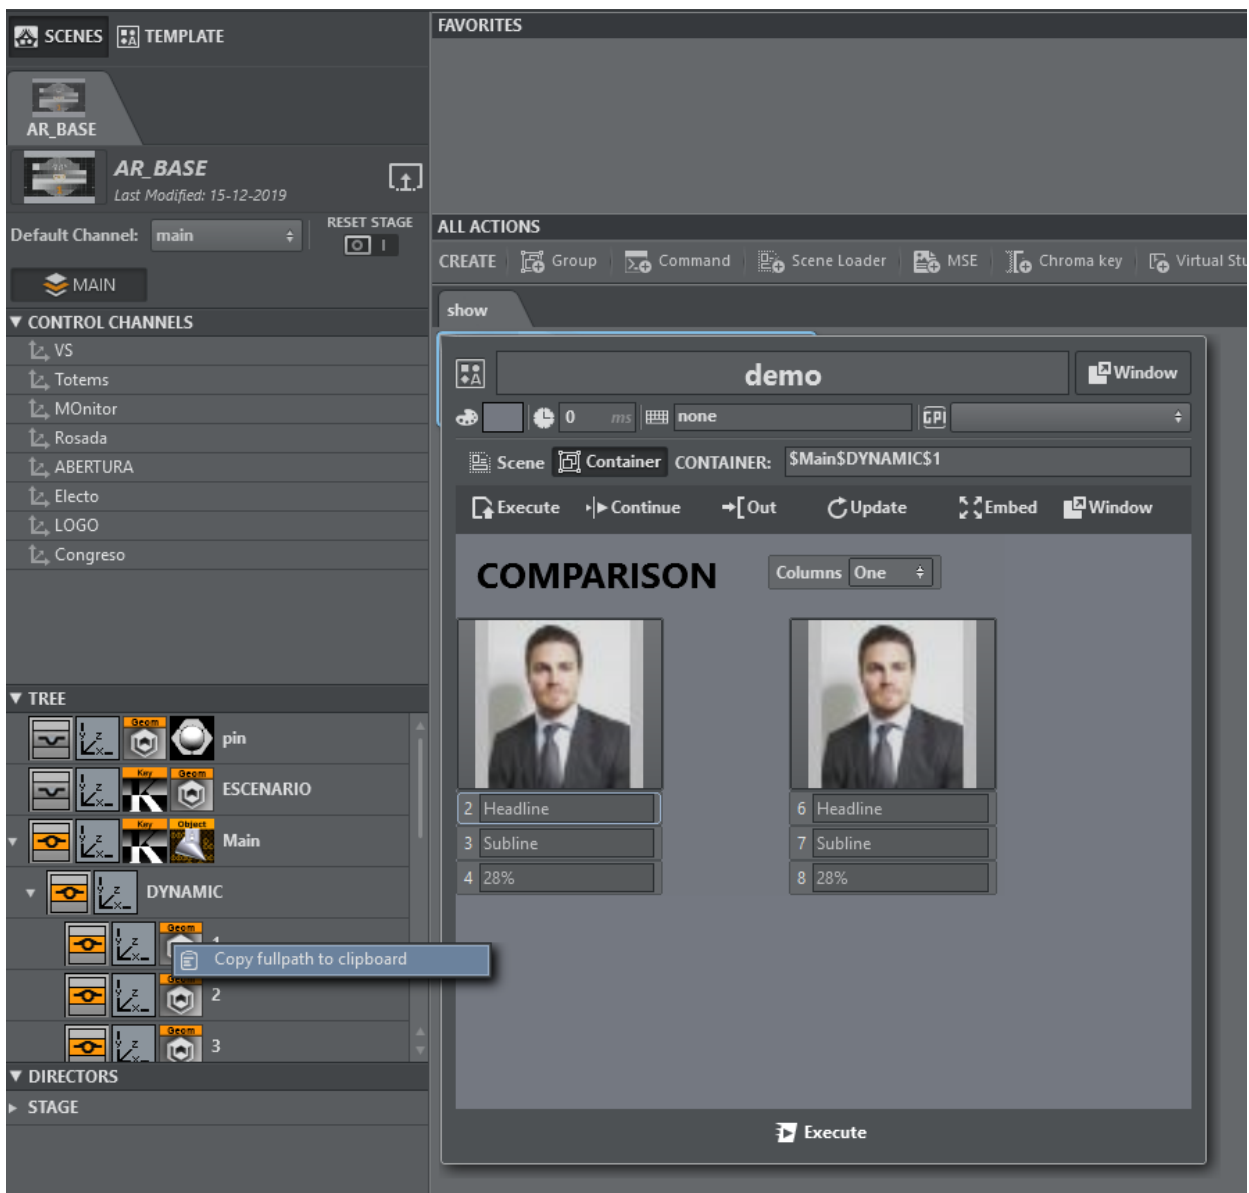 SCENES TEMPLATE
AR_BASE
AR_BASE
Last Modified: 15-12-2019
Default Channel: main
RESET STAGE
MAIN
CONTROL CHANNELS
VS
Totems
MOnitor
Rosada
ABERTURA
Electo
LOGO
Congreso
TREE
Geom
pin
Key Geom
ESCENARIO
Key Object
Main
DYNAMIC
Geom
1
Copy fullpath to clipboard
2
Geom
3
DIRECTORS
STAGE
FAVORITES
ALL ACTIONS
CREATE Group Command Scene Loader MSE Chroma key Virtual Stu
show
demo Window
0 ms none GPI
Scene Container CONTAINER: $Main$DYNAMIC$1
Execute Continue Out Update Embed Window
COMPARISON Columns One
2 Headline 6 Headline
3 Subline 7 Subline
4 28% 8 28%
Execute